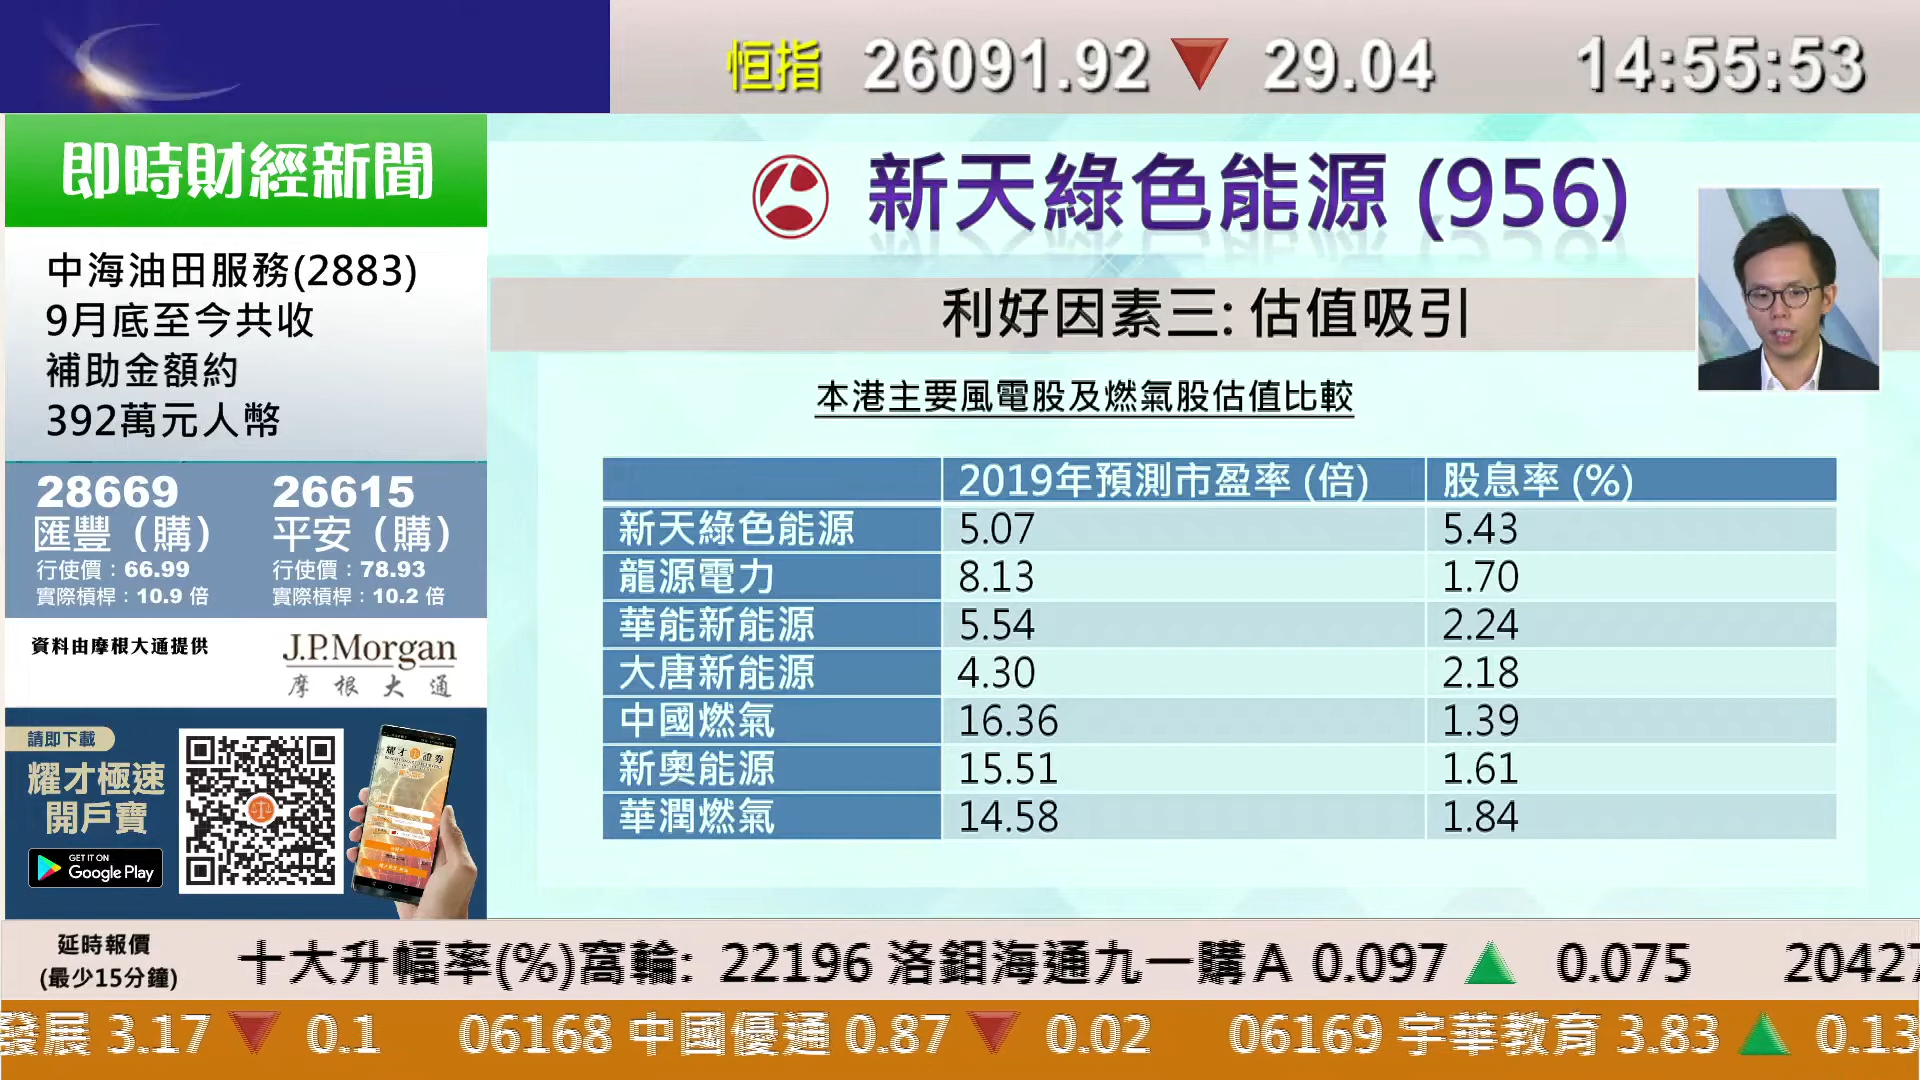 恒指 26091.92 29.04 14:55:53
即時財經新聞
中海油田服務(2883)
9月底至今共收
補助金額約
392萬元人幣
28669 26615
匯豐（購） 平安（購）
行使價：66.99 行使價：78.93
實際槓桿：10.9 倍 實際槓桿：10.2 倍
資料由摩根大通提供 J.P.Morgan
摩根大通
請即下載
耀才極速
開戶寶
GET IT ON
Google Play
耀才證券
新天綠色能源 (956)
利好因素三: 估值吸引
本港主要風電股及燃氣股估值比較
2019年預測市盈率 (倍) 股息率 (%)
新天綠色能源 5.07 5.43
龍源電力 8.13 1.70
華能新能源 5.54 2.24
大唐新能源 4.30 2.18
中國燃氣 16.36 1.39
新奧能源 15.51 1.61
華潤燃氣 14.58 1.84
延時報價
(最少15分鐘)
十大升幅率(%)窩輪: 22196 洛鉬海通九一購A 0.097 0.075 20427
發展 3.17 0.1 06168 中國優通 0.87 0.02 06169 宇華教育 3.83 0.13